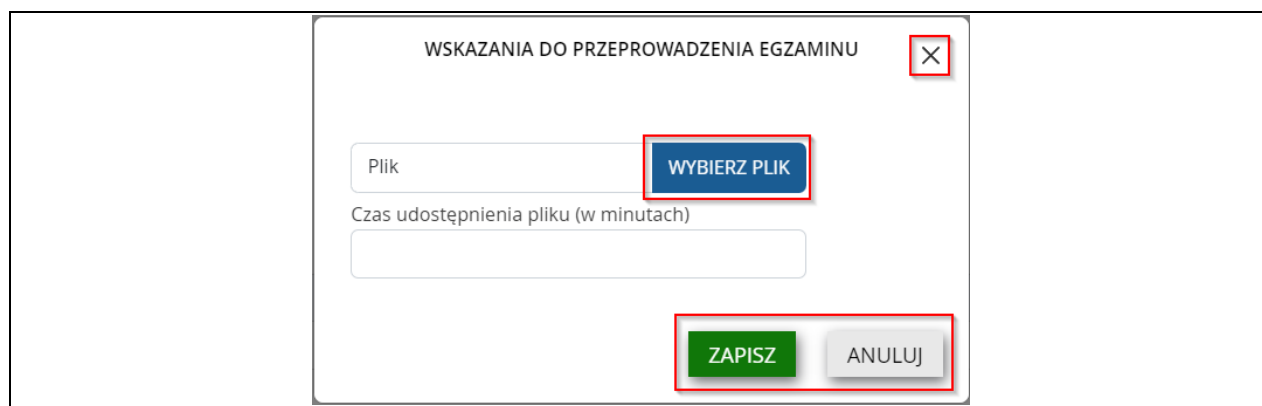 WSKAZANIA DO PRZEPROWADZENIA EGZAMINU
Plik WYBIERZ PLIK
Czas udostępnienia pliku (w minutach)
ZAPISZ ANULUJ